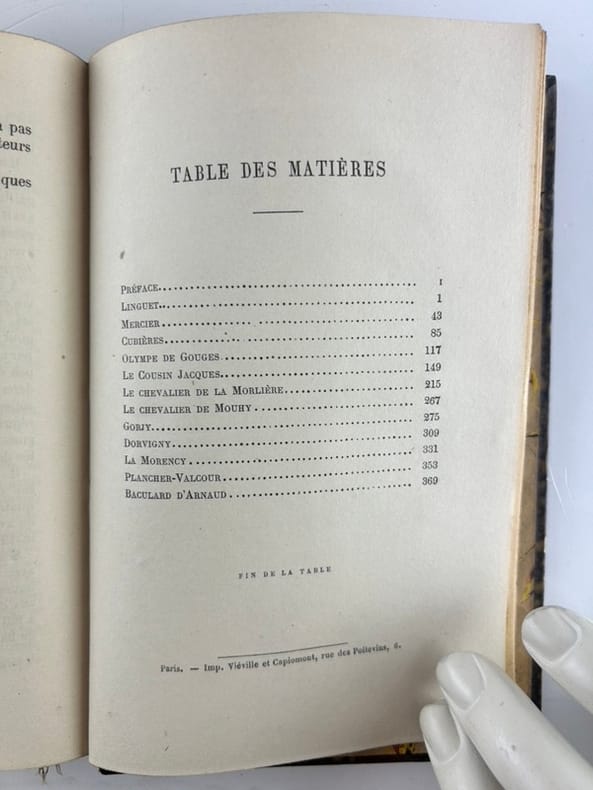 pas
teurs
ques
TABLE DES MATIÈRES
PRÉFACE. I
LINGUET. 1
MERCIER. 43
CUBIÈRES. 85
OLYMPE DE GOUGES. 117
LE COUSIN JACQUES. 149
LE CHEVALIER DE LA MORLIÈRE. 215
LE CHEVALIER DE MOUHY. 267
GORJY. 275
DORVIGNY. 309
LA MORENCY. 331
PLANCHER-VALCOUR. 353
BACULARD D'ARNAUD. 369
FIN DE LA TABLE
Paris. — Imp. Viéville et Capiomont, rue des Poitevins, 6.